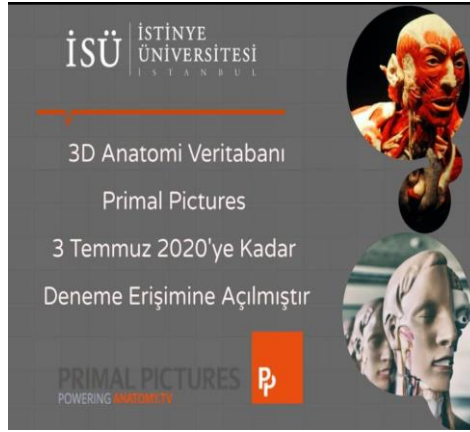 İSÜ
İSTİNYE
ÜNİVERSİTESİ
İSTANBUL
3D Anatomi Veritabanı
Primal Pictures
3 Temmuz 2020'ye Kadar
Deneme Erişimine Açılmıştır
PRIMAL PICTURES
POWERING ANATOMY.TV
Pp